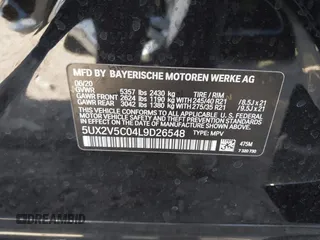 MFD BY BAYERISCHE MOTOREN WERKE AG
06/20
GVWR 5357 lbs 2430 kg TIRE / RIM
GAWR FRONT 2624 lbs 1190 kg 245/40 R21 / 8.5J x 21
GAWR REAR 3042 lbs 1380 kg 275/35 R21 / 9.5J x 21
THIS VEHICLE CONFORMS TO ALL APPLICABLE U.S. FEDERAL MOTOR
VEHICLE SAFETY, BUMPER, AND THEFT PREVENTION STANDARDS IN EFFECT
ON THE DATE OF MANUFACTURE SHOWN ABOVE.
5UX2V5C04L9D26548 TYPE: MPV
475M
DREAMBID